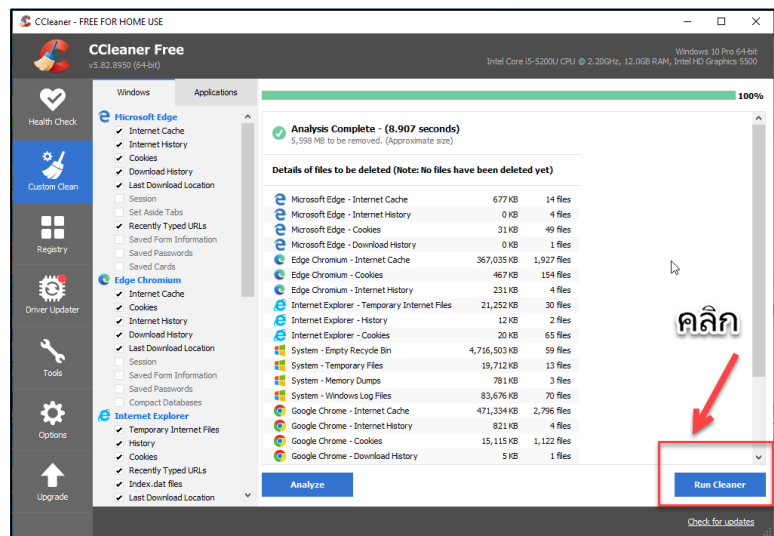 CCleaner - FREE FOR HOME USE
CCleaner Free
v5.82.8950 (64-bit)
Windows 10 Pro 64-bit
Intel Core i5-5200U CPU @ 2.20GHz, 12.0GB RAM, Intel HD Graphics 5500
Health Check
Custom Clean
Registry
Driver Updater
Tools
Options
Upgrade
Windows Applications
Microsoft Edge
Internet Cache
Internet History
Cookies
Download History
Last Download Location
Session
Set Aside Tabs
Recently Typed URLs
Saved Form Information
Saved Passwords
Saved Cards
Edge Chromium
Internet Cache
Cookies
Internet History
Download History
Last Download Location
Session
Saved Form Information
Saved Passwords
Compact Databases
Internet Explorer
Temporary Internet Files
History
Cookies
Recently Typed URLs
Index.dat files
Last Download Location
100%
Analysis Complete - (8.907 seconds)
5,598 MB to be removed. (Approximate size)
Details of files to be deleted (Note: No files have been deleted yet)
Microsoft Edge - Internet Cache 677 KB 14 files
Microsoft Edge - Internet History 0 KB 4 files
Microsoft Edge - Cookies 31 KB 49 files
Microsoft Edge - Download History 0 KB 1 files
Edge Chromium - Internet Cache 367,035 KB 1,927 files
Edge Chromium - Cookies 467 KB 154 files
Edge Chromium - Internet History 231 KB 4 files
Internet Explorer - Temporary Internet Files 21,252 KB 30 files
Internet Explorer - History 12 KB 2 files
Internet Explorer - Cookies 20 KB 65 files
System - Empty Recycle Bin 4,716,503 KB 59 files
System - Temporary Files 19,712 KB 13 files
System - Memory Dumps 781 KB 3 files
System - Windows Log Files 83,676 KB 70 files
Google Chrome - Internet Cache 471,334 KB 2,796 files
Google Chrome - Internet History 821 KB 4 files
Google Chrome - Cookies 15,115 KB 1,122 files
Google Chrome - Download History 5 KB 1 files
คลิก
Analyze
Run Cleaner
Check for updates